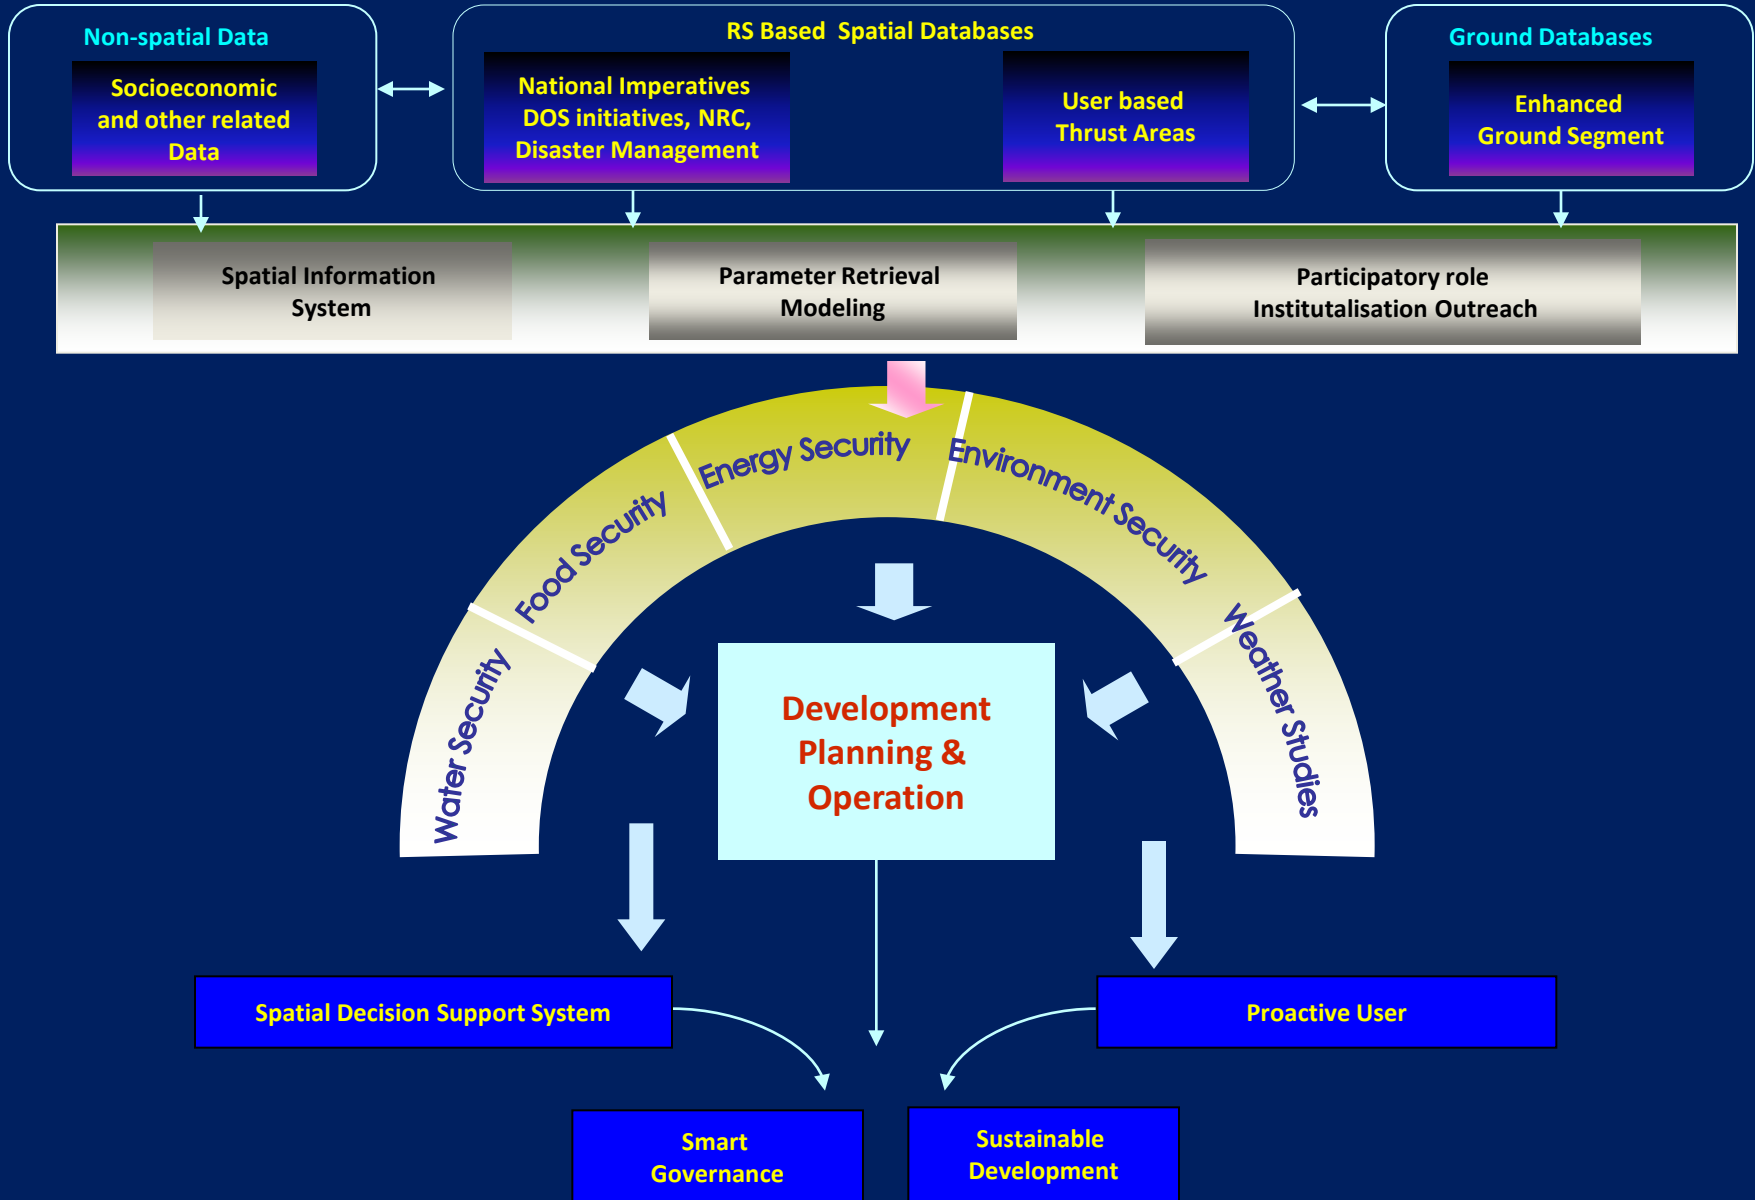 Non-spatial Data
Socioeconomic
and other related
Data
RS Based  Spatial Databases
National Imperatives
DOS initiatives, NRC,
Disaster Management
User based
Thrust Areas
Ground Databases
Enhanced
Ground Segment
Spatial Information
System
Parameter Retrieval
Modeling
Participatory role
Institutalisation Outreach
Water Security
Food Security
Energy Security
Environment Security
Weather Studies
Development
Planning &
Operation
Spatial Decision Support System
Proactive User
Smart
Governance
Sustainable
Development